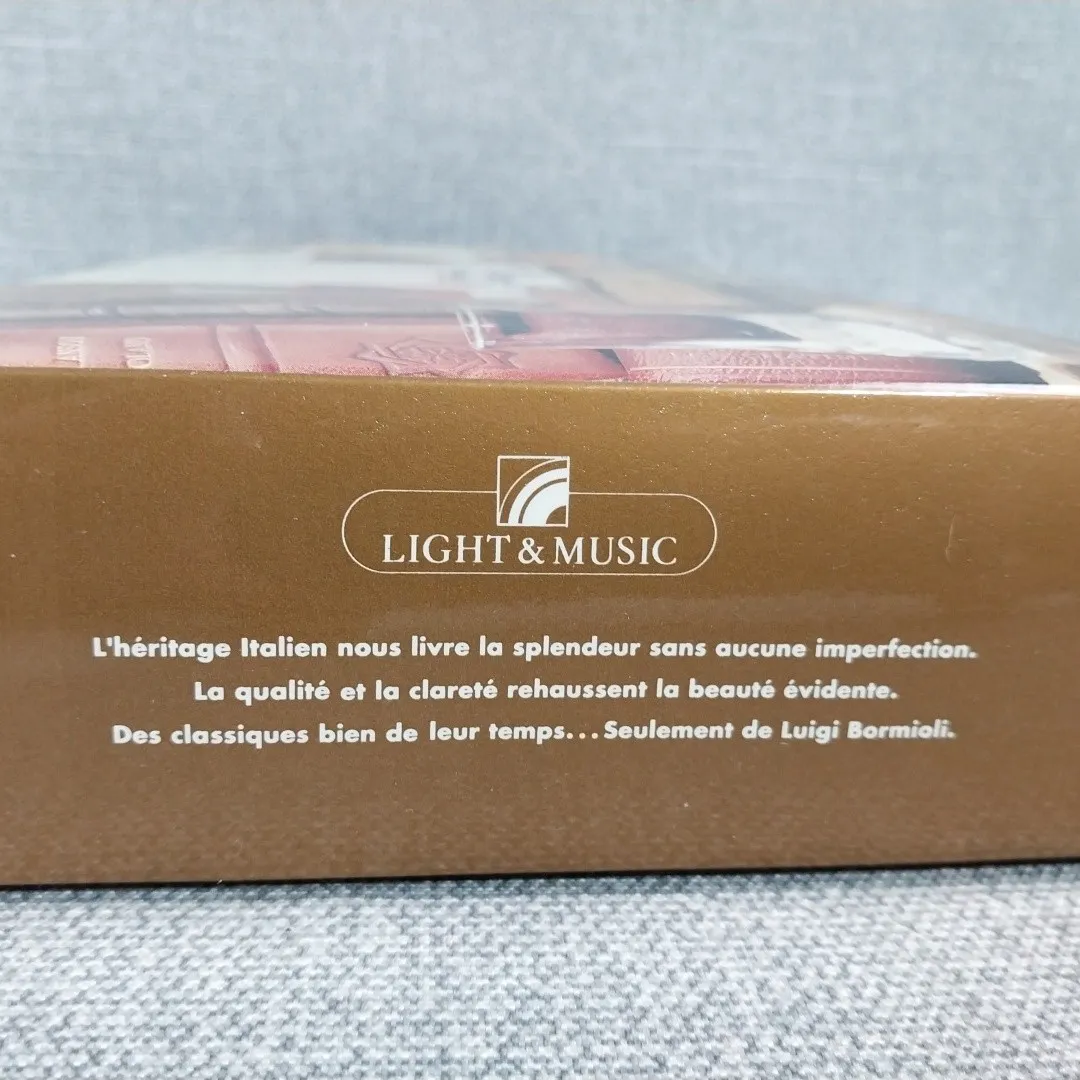 LIGHT & MUSIC
L'héritage Italien nous livre la splendeur sans aucune imperfection.
La qualité et la clareté rehaussent la beauté évidente.
Des classiques bien de leur temps...Seulement de Luigi Bormioli.